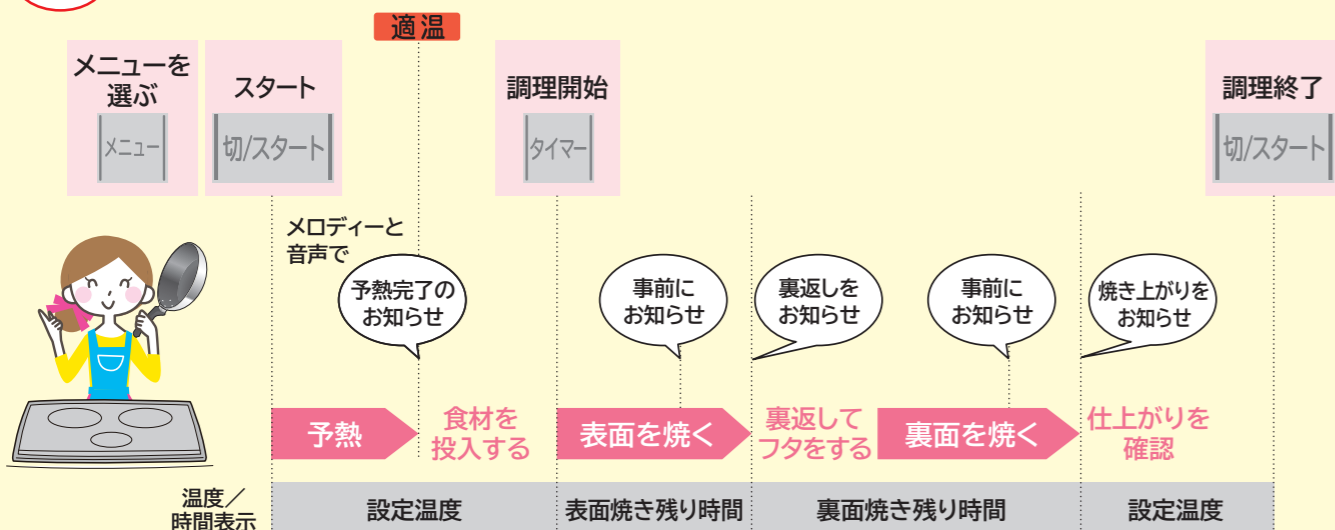 適温
メニューを
選ぶ
メニュー
スタート
切/スタート
調理開始
タイマー
調理終了
切/スタート
メロディーと
音声で
予熱完了の
お知らせ
事前に
お知らせ
裏返しを
お知らせ
事前に
お知らせ
焼き上がりを
お知らせ
予熱
食材を
投入する
表面を焼く
裏返して
フタをする
裏面を焼く
仕上がりを
確認
温度／
時間表示
設定温度
表面焼き残り時間
裏面焼き残り時間
設定温度